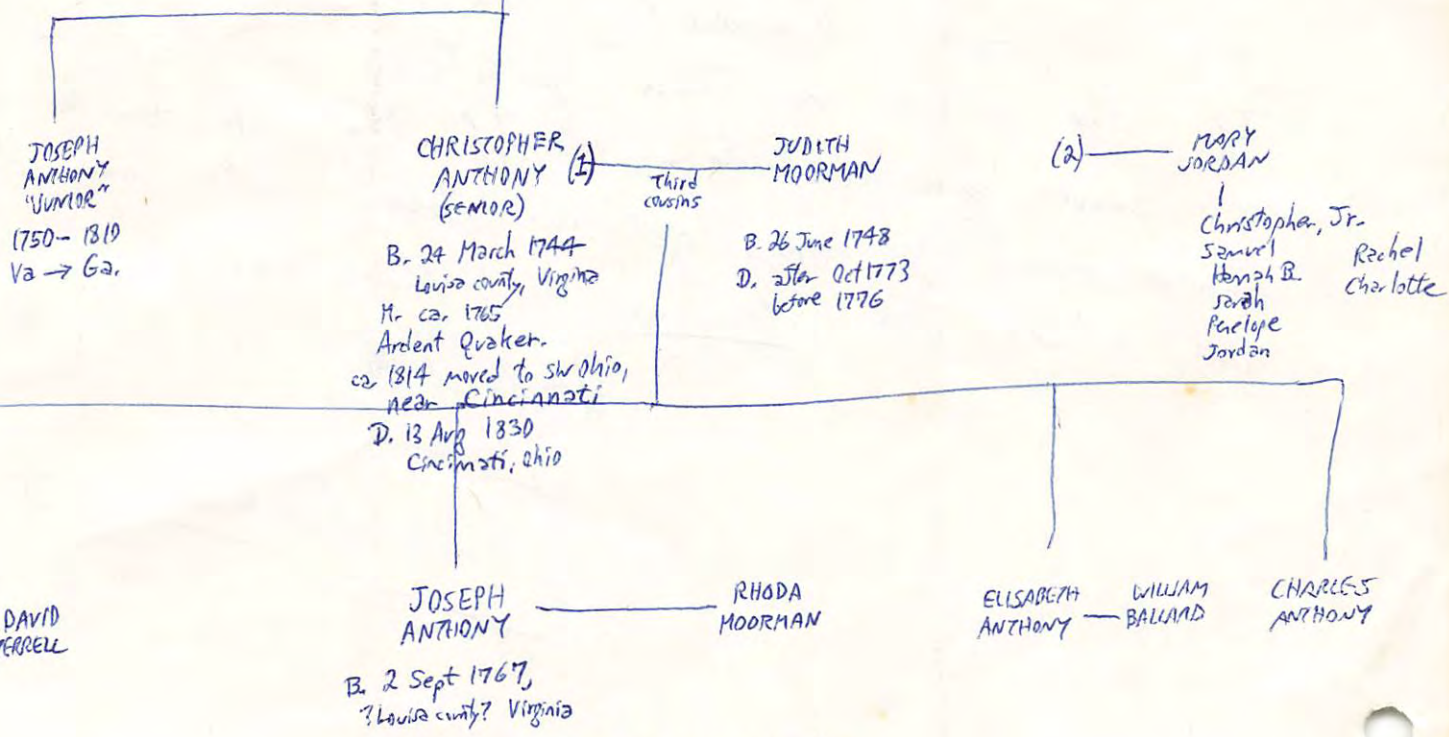 JOSEPH
ANTHONY
"JUNIOR"
1750 - 1810
Va → Ga.
CHRISTOPHER
ANTHONY (1)
(SENIOR)
B. 24 March 1744
Louisa county, Virginia
M. ca. 1765
Ardent Quaker.
ca. 1814 moved to sw Ohio,
near Cincinnati
D. 13 Aug 1830
Cincinnati, Ohio
Third
cousins
JUDITH
MOORMAN
B. 26 June 1748
D. after Oct 1773
before 1776
(2)
MARY
JORDAN
Christopher, Jr.
Samuel
Hannah B.
Sarah
Penelope
Jordan
Rachel
Charlotte
DAVID
TERRELL
JOSEPH
ANTHONY
B. 2 Sept 1767,
?Louisa county? Virginia
RHODA
MOORMAN
ELISABETH
ANTHONY
WILLIAM
BALLARD
CHARLES
ANTHONY